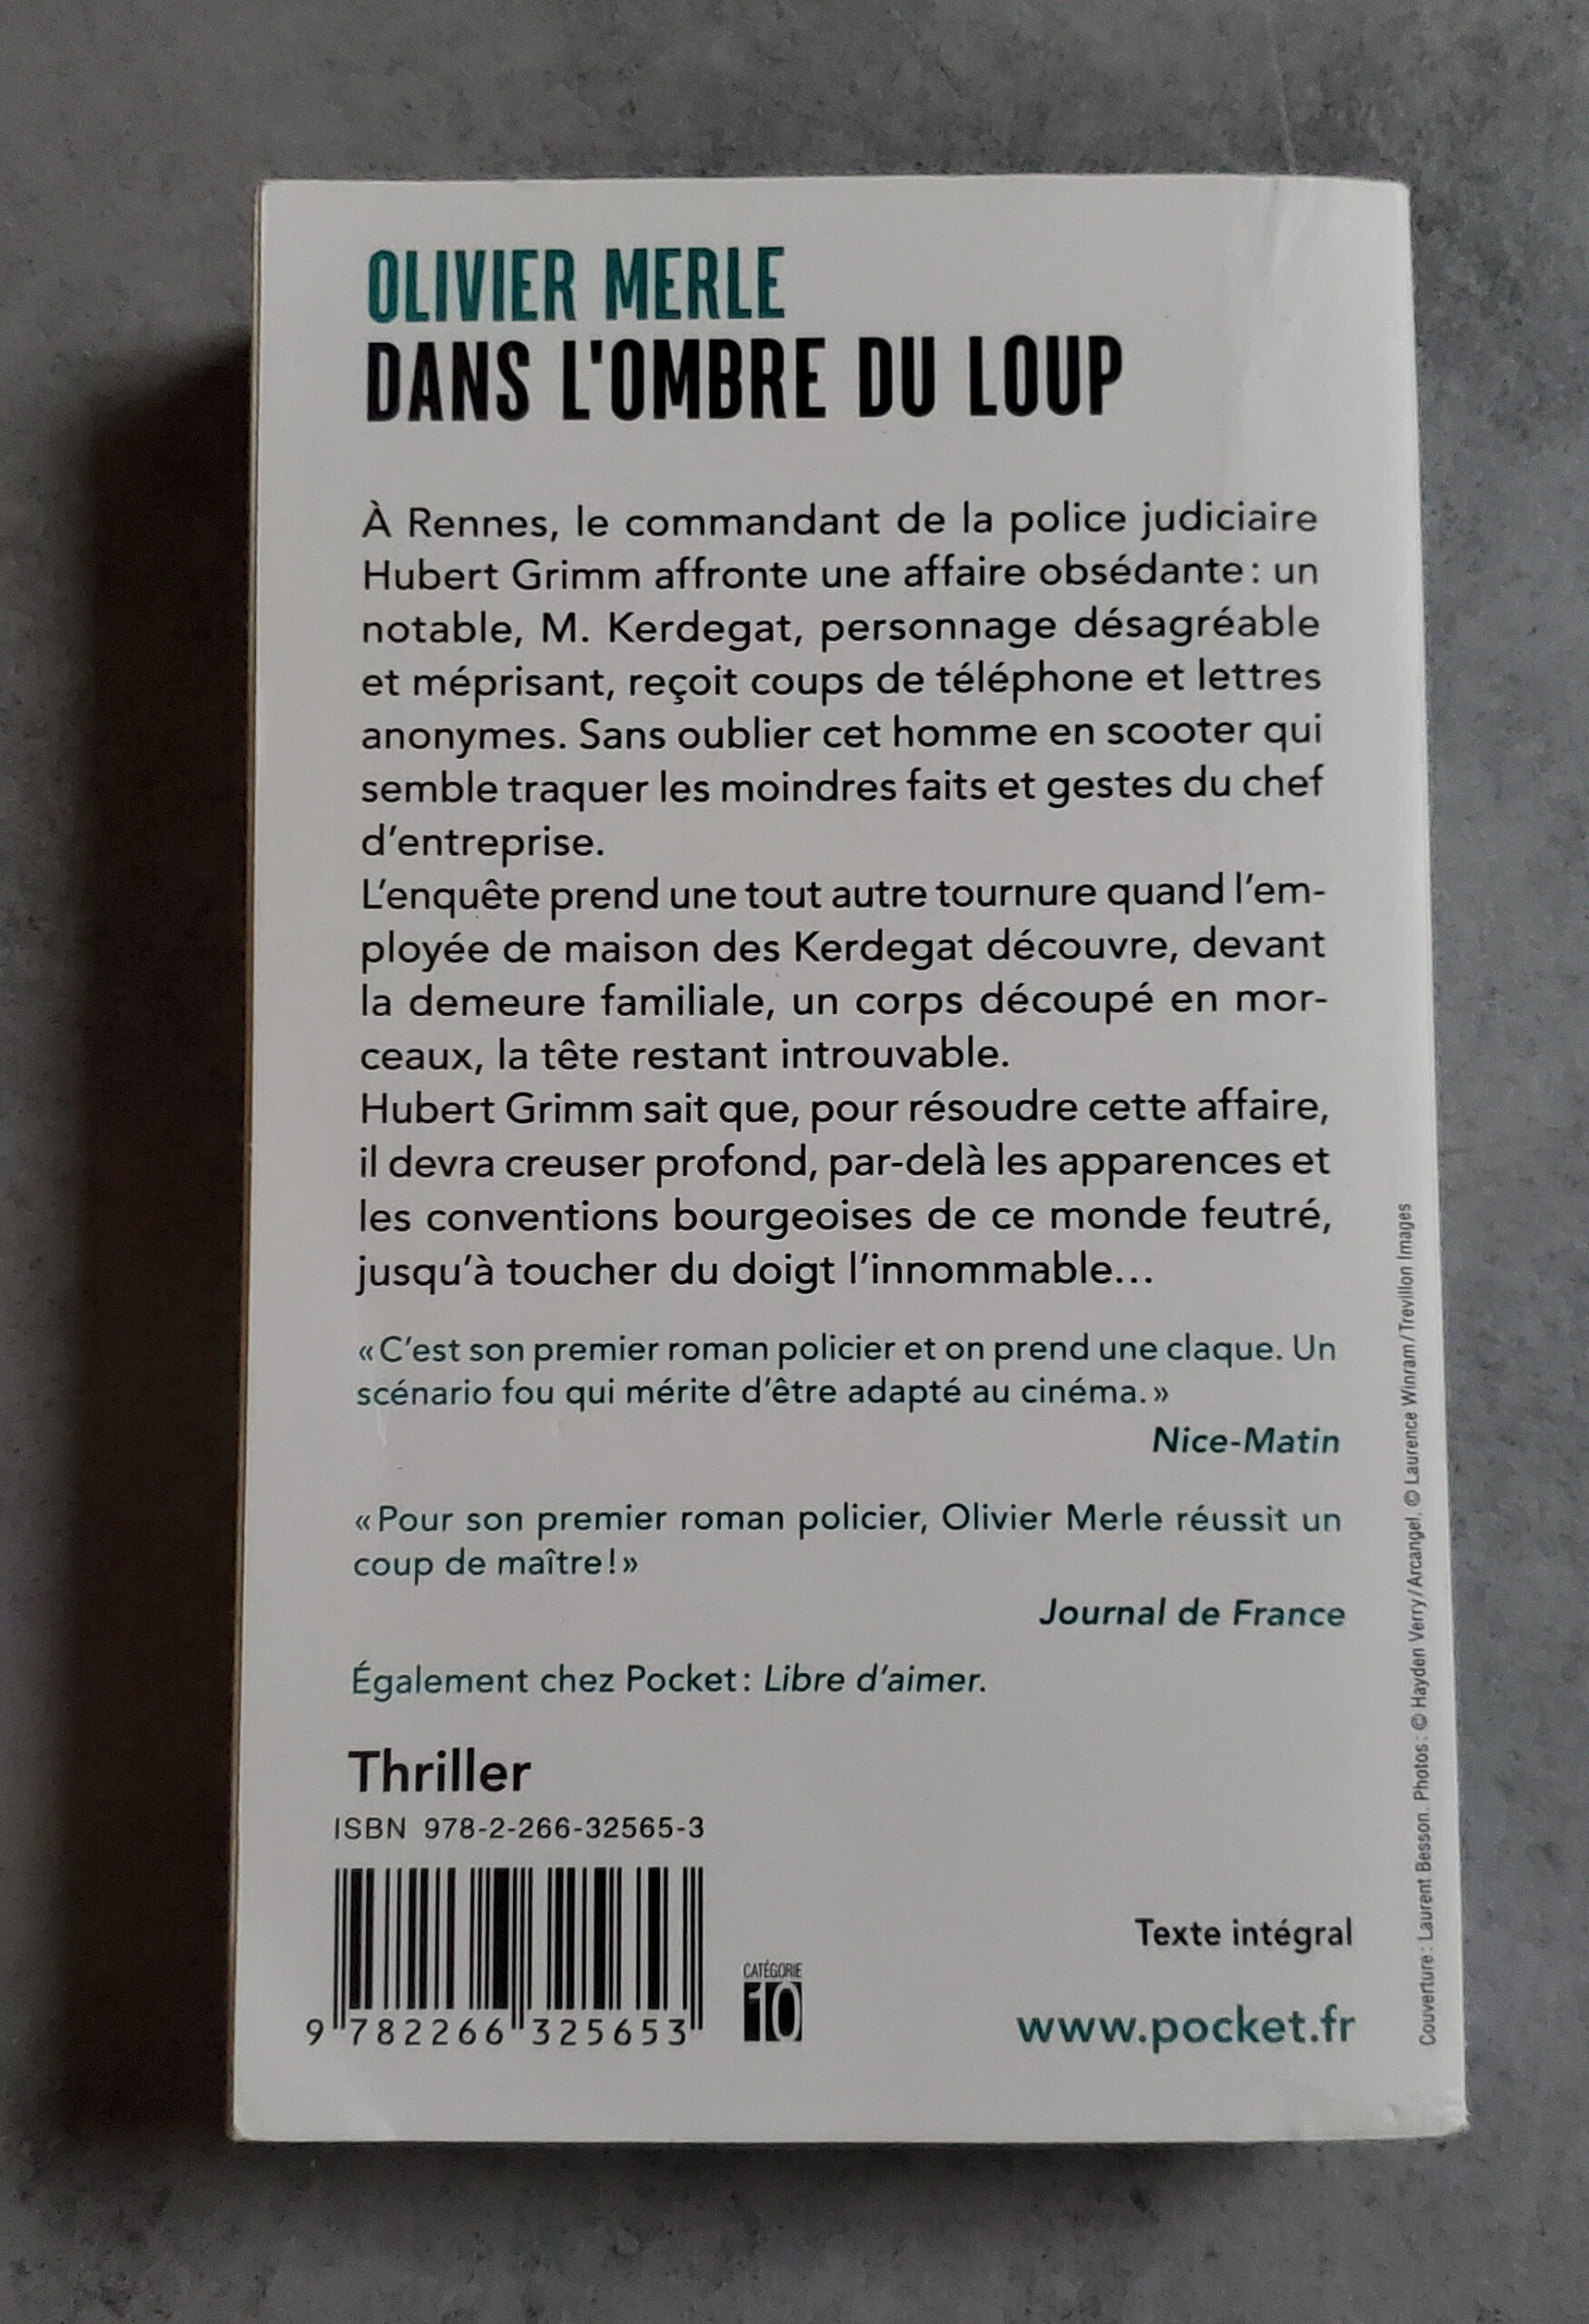 OLIVIER MERLE
DANS L'OMBRE DU LOUP
À Rennes, le commandant de la police judiciaire
Hubert Grimm affronte une affaire obsédante : un
notable, M. Kerdegat, personnage désagréable
et méprisant, reçoit coups de téléphone et lettres
anonymes. Sans oublier cet homme en scooter qui
semble traquer les moindres faits et gestes du chef
d’entreprise.
L’enquête prend une tout autre tournure quand l’em-
ployée de maison des Kerdegat découvre, devant
la demeure familiale, un corps découpé en mor-
ceaux, la tête restant introuvable.
Hubert Grimm sait que, pour résoudre cette affaire,
il devra creuser profond, par-delà les apparences et
les conventions bourgeoises de ce monde feutré,
jusqu’à toucher du doigt l’innommable…
« C’est son premier roman policier et on prend une claque. Un
scénario fou qui mérite d’être adapté au cinéma. »
Nice-Matin
« Pour son premier roman policier, Olivier Merle réussit un
coup de maître ! »
Journal de France
Également chez Pocket : Libre d’aimer.
Thriller
ISBN 978-2-266-32565-3
9 782266 325653
CATÉGORIE
10
Texte intégral
www.pocket.fr
Couverture : Laurent Besson. Photos : © Hayden Verry / Arcangel, © Laurence Winram / Trevillon Images